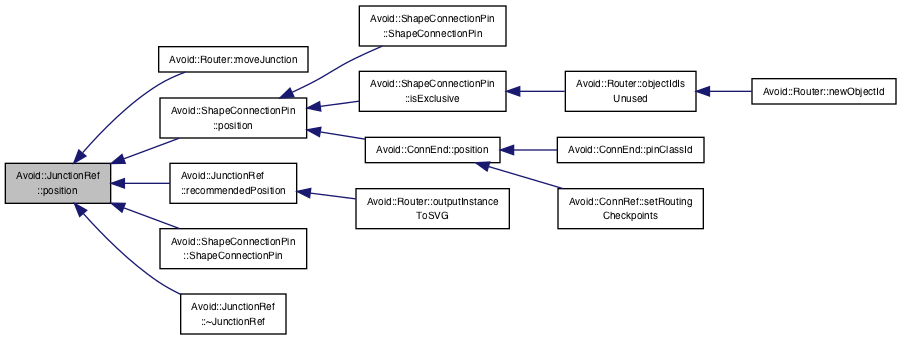 Avoid::JunctionRef
::position
Avoid::Router::moveJunction
Avoid::ShapeConnectionPin
::position
Avoid::JunctionRef
::recommendedPosition
Avoid::ShapeConnectionPin
::ShapeConnectionPin
Avoid::JunctionRef
::~JunctionRef
Avoid::ShapeConnectionPin
::ShapeConnectionPin
Avoid::ShapeConnectionPin
::isExclusive
Avoid::ConnEnd::position
Avoid::Router::outputInstance
ToSVG
Avoid::Router::objectIdIs
Unused
Avoid::ConnEnd::pinClassId
Avoid::ConnRef::setRouting
Checkpoints
Avoid::Router::newObjectId